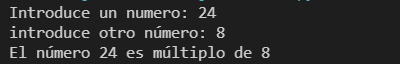 Introduce un numero: 24
introduce otro número: 8
El número 24 es múltiplo de 8